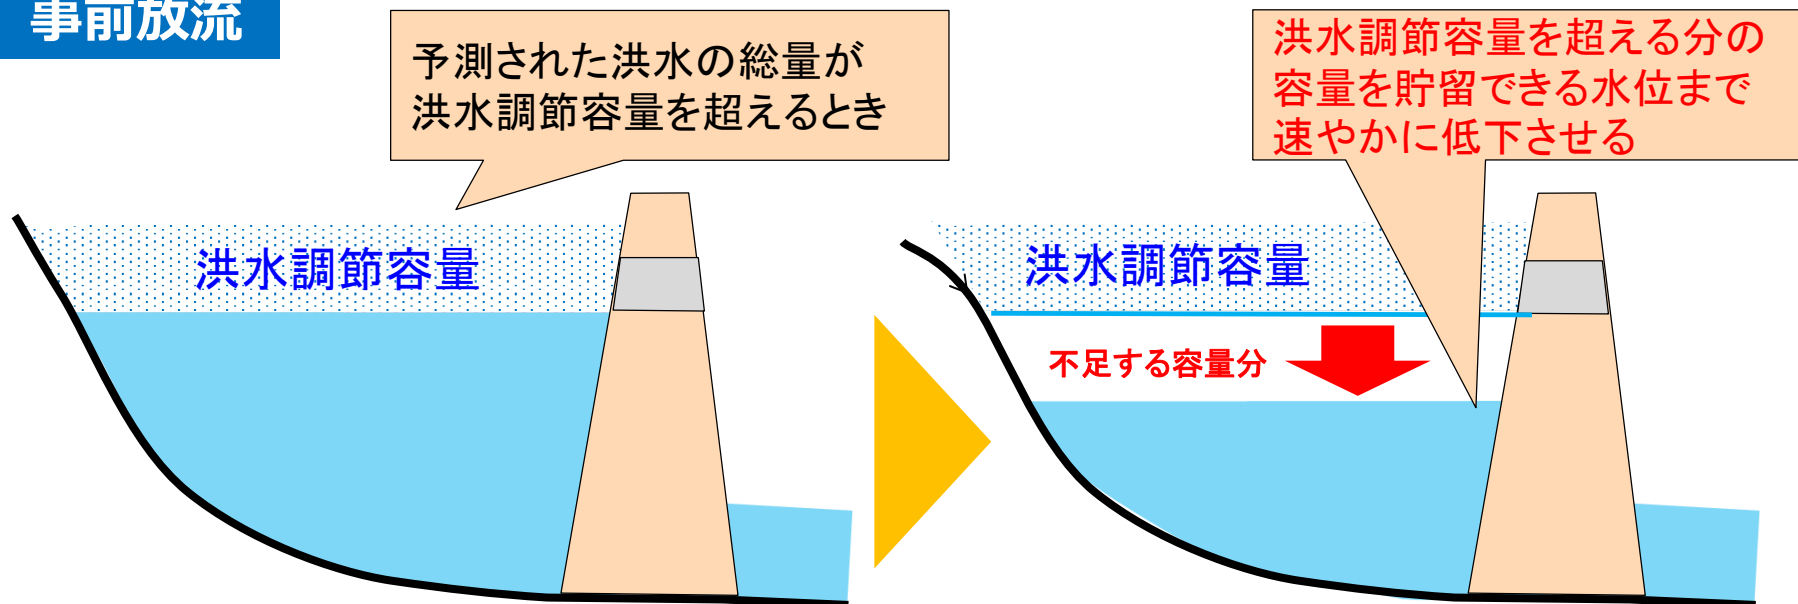 事前放流
予測された洪水の総量が
洪水調節容量を超えるとき
洪水調節容量を超える分の
容量を貯留できる水位まで
速やかに低下させる
洪水調節容量
洪水調節容量
不足する容量分